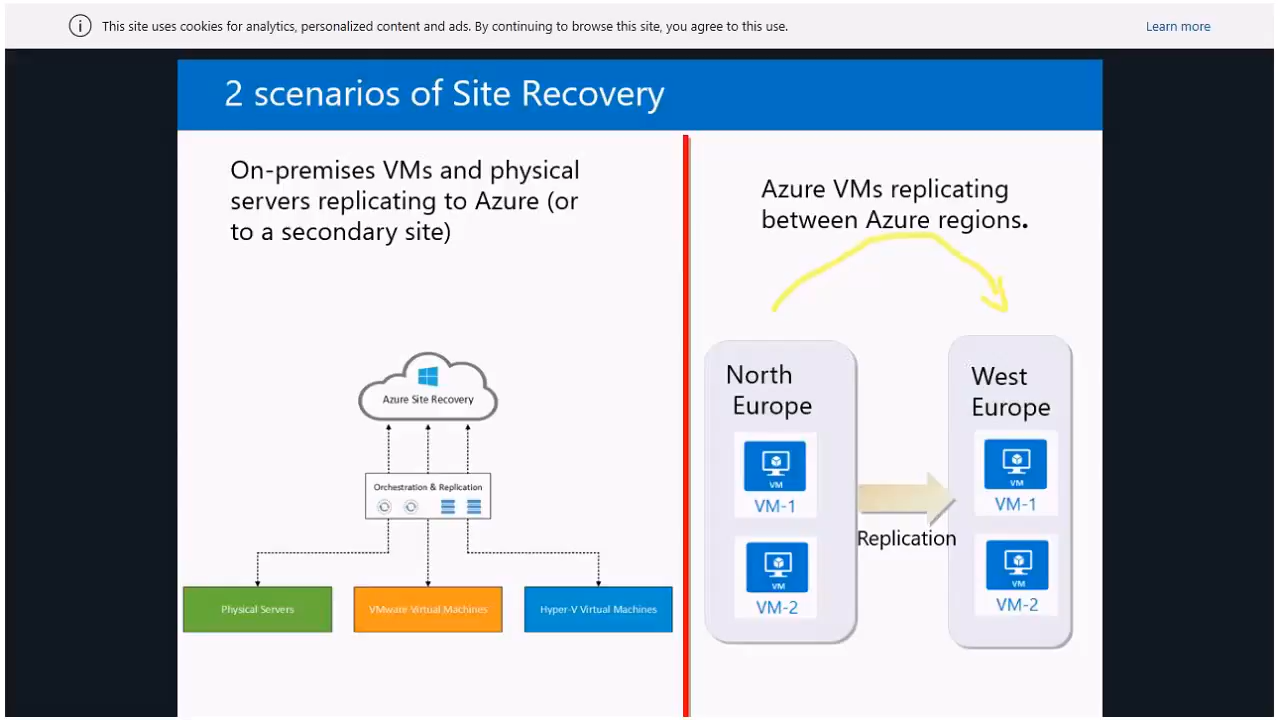 This site uses cookies for analytics, personalized content and ads. By continuing to browse this site, you agree to this use.
Learn more
2 scenarios of Site Recovery
On-premises VMs and physical
servers replicating to Azure (or
to a secondary site)
Azure Site Recovery
Orchestration & Replication
Physical Servers
VMware Virtual Machines
Hyper-V Virtual Machines
Azure VMs replicating
between Azure regions.
North
Europe
VM
VM-1
VM
VM-2
Replication
West
Europe
VM
VM-1
VM
VM-2